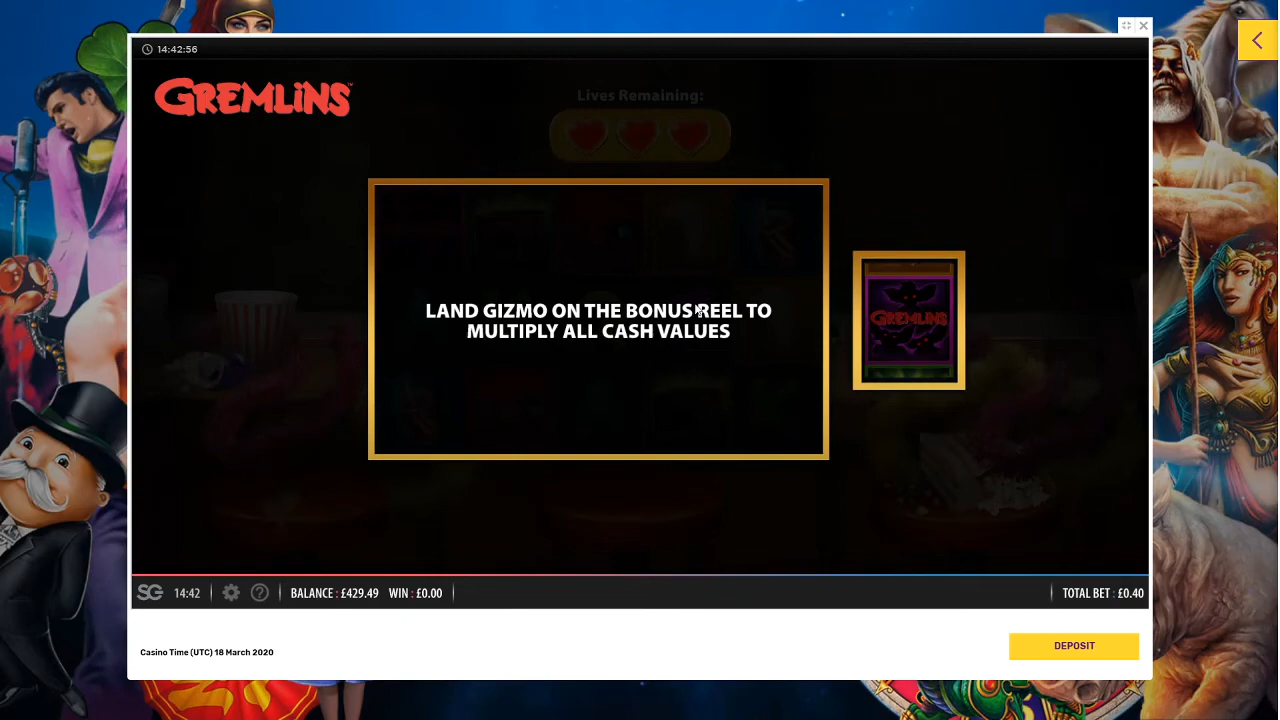 14:42:56
GREMLINS
Lives Remaining:
LAND GIZMO ON THE BONUS REEL TO
MULTIPLY ALL CASH VALUES
GREMLINS
SG 14:42 BALANCE : £429.49 WIN : £0.00 TOTAL BET : £0.40
Casino Time (UTC) 18 March 2020
DEPOSIT